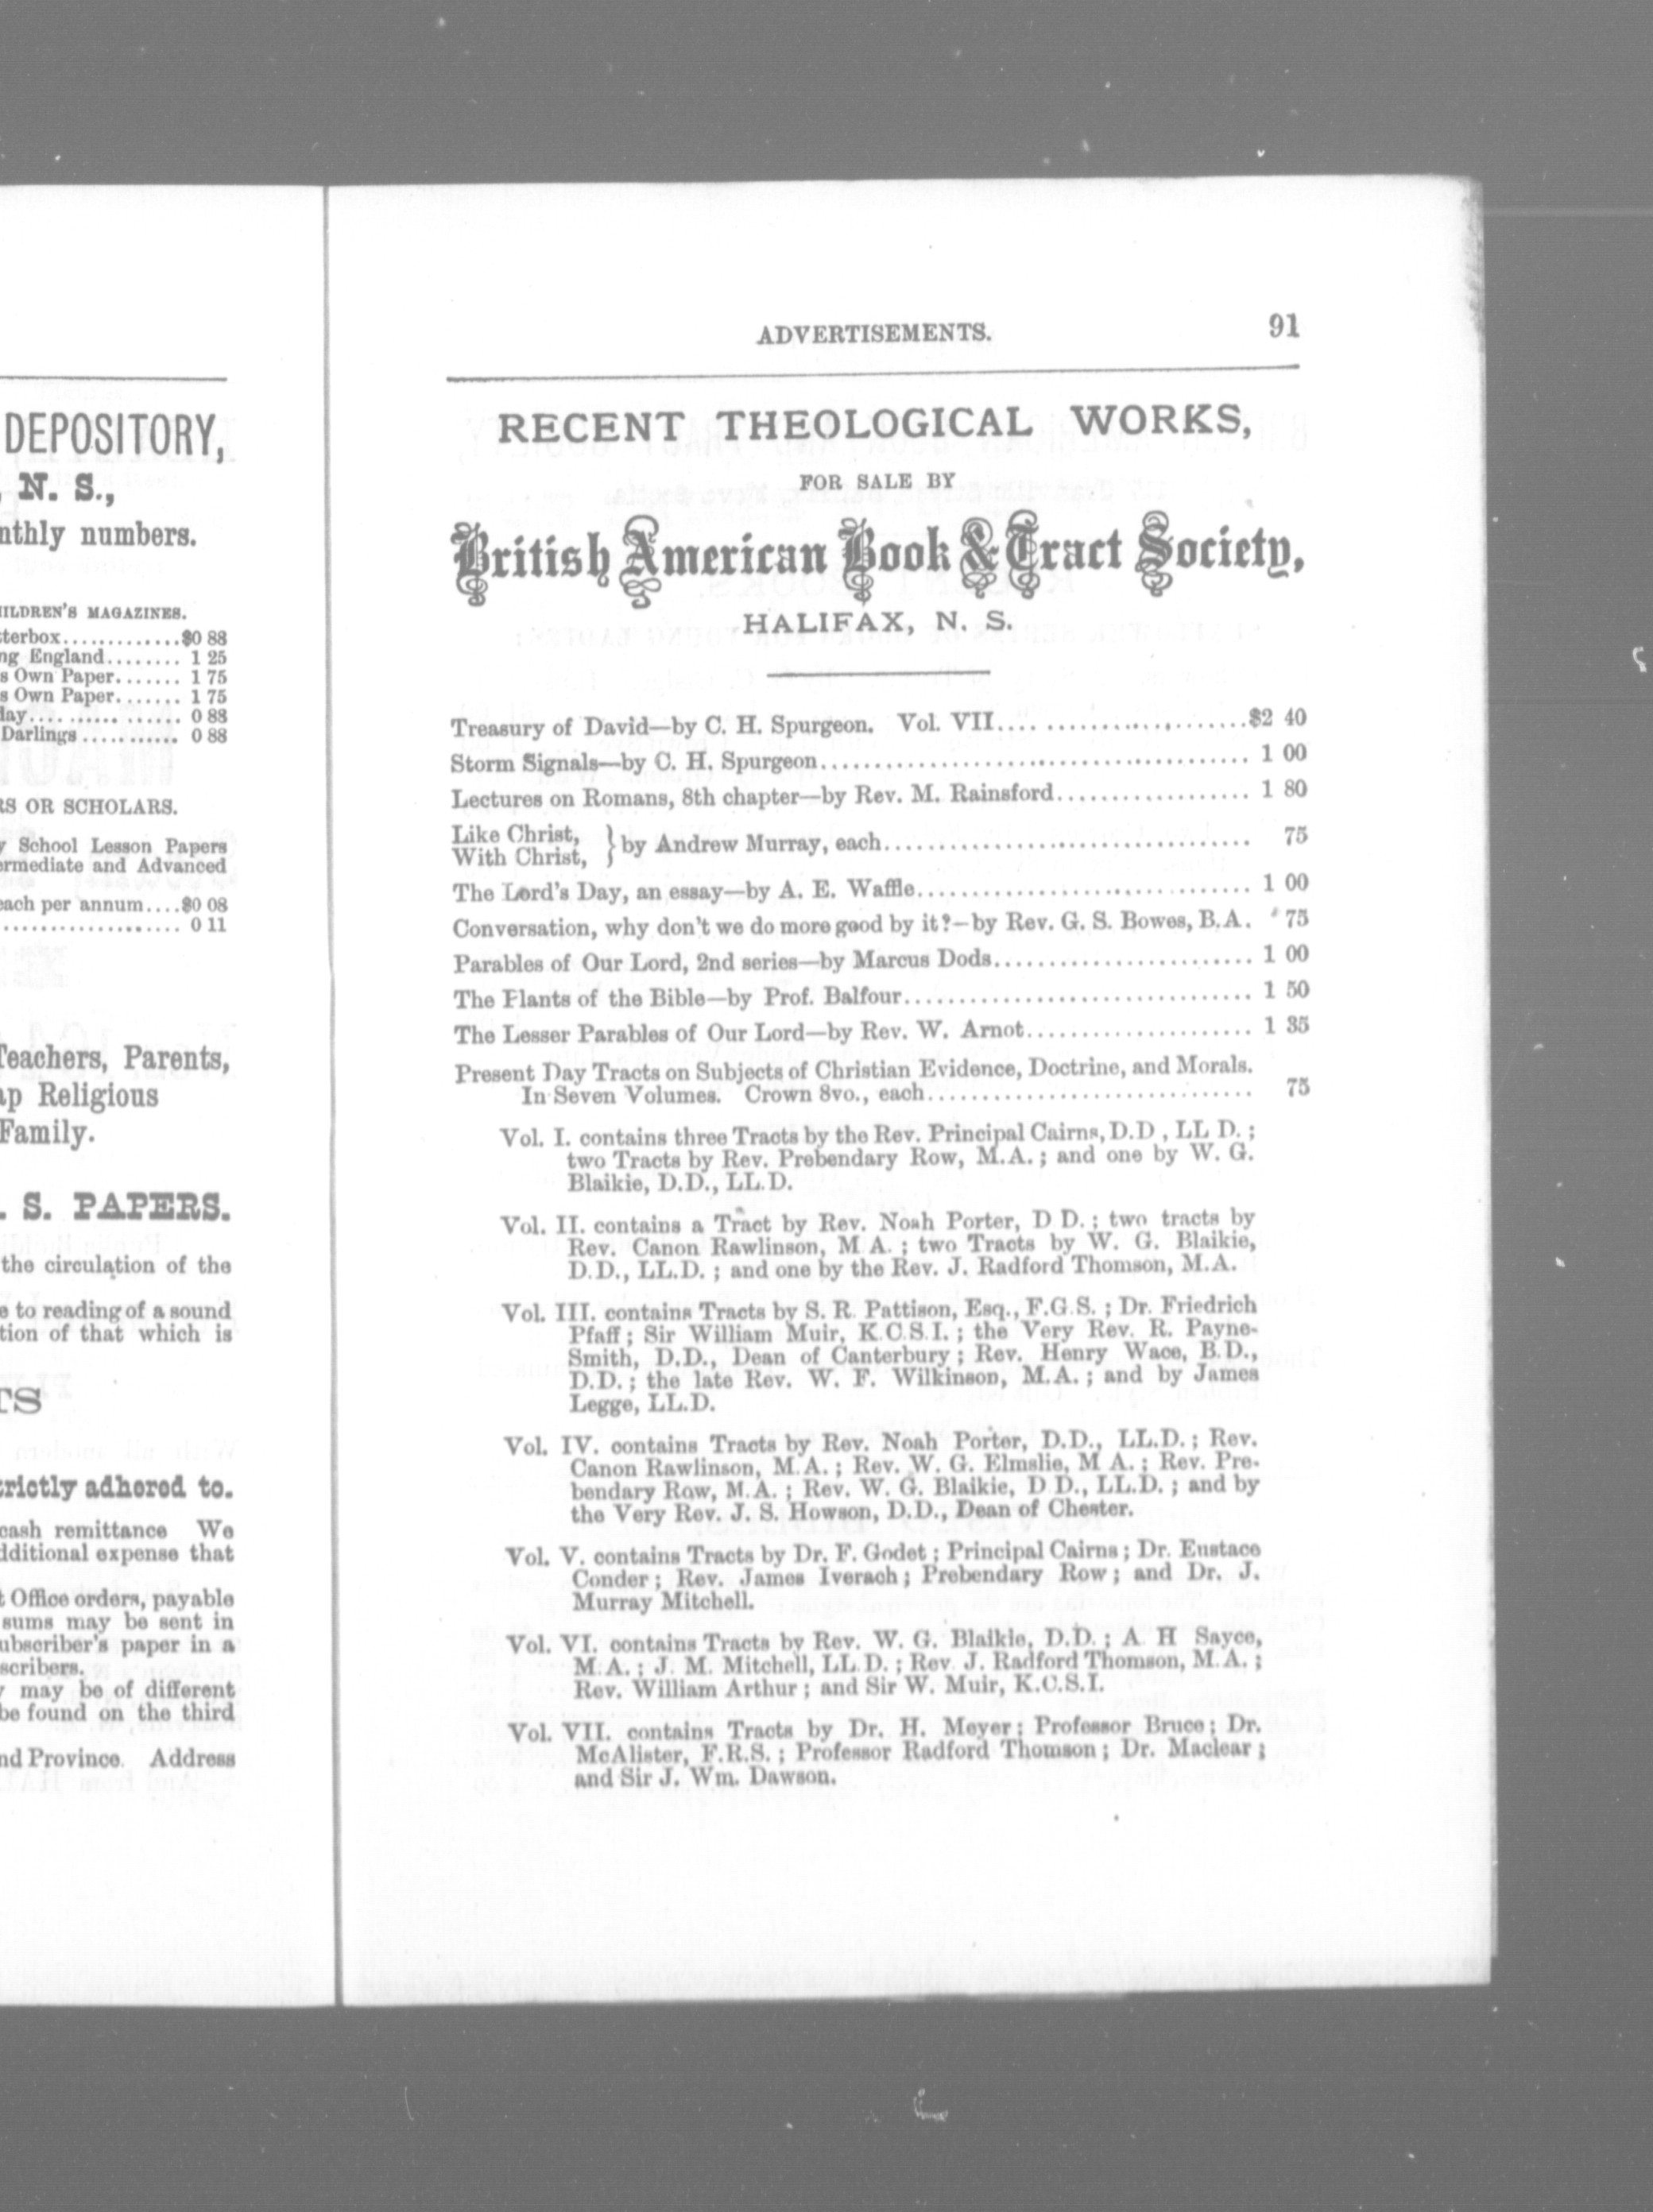 DEPOSITORY,
N. S.,
numbers.
MAGAZINES.
$0 88
England........ 1 25
Own Paper....... 1 75
Own Paper....... 1 75
0 88
Darlings........... 0 88
OR SCHOLARS.
School Lesson Papers
and Advanced
each per annum....$0 08
.................... 0 11
Teachers, Parents,
Religious
Family.
S. PAPERS.
the circulation of the
to reading of a sound
of that which is
adhered to.
cash remittance We
expense that
Office orders, payable
sums may be sent in
paper in a
may be of different
be found on the third
Province. Address
ADVERTISEMENTS. 91
RECENT THEOLOGICAL WORKS,
FOR SALE BY
British American Book & Tract Society,
HALIFAX, N. S.
Treasury of David—by C. H. Spurgeon. Vol. VII.... ....................$2 40
Storm Signals—by C. H. Spurgeon........................................ 1 00
Lectures on Romans, 8th chapter—by Rev. M. Rainsford.................. 1 80
Like Christ,
With Christ, } by Andrew Murray, each.................................. 75
The Lord's Day, an essay—by A. E. Waffle............................... 1 00
Conversation, why don't we do more good by it?—by Rev. G. S. Bowes, B.A. 75
Parables of Our Lord, 2nd series—by Marcus Dods........................ 1 00
The Plants of the Bible—by Prof. Balfour................................ 1 50
The Lesser Parables of Our Lord—by Rev. W. Arnot.................... 1 35
Present Day Tracts on Subjects of Christian Evidence, Doctrine, and Morals.
In Seven Volumes. Crown 8vo., each............................ 75
Vol. I. contains three Tracts by the Rev. Principal Cairns, D.D , LL D. ;
two Tracts by Rev. Prebendary Row, M.A. ; and one by W. G.
Blaikie, D.D., LL.D.
Vol. II. contains a Tract by Rev. Noah Porter, D D. ; two tracts by
Rev. Canon Rawlinson, M A. ; two Tracts by W. G. Blaikie,
D.D., LL.D. ; and one by the Rev. J. Radford Thomson, M.A.
Vol. III. contains Tracts by S. R. Pattison, Esq., F.G.S. ; Dr. Friedrich
Pfaff ; Sir William Muir, K.C.S.I. ; the Very Rev. R. Payne-
Smith, D.D., Dean of Canterbury ; Rev. Henry Wace, B.D.,
D.D. ; the late Rev. W. F. Wilkinson, M.A. ; and by James
Legge, LL.D.
Vol. IV. contains Tracts by Rev. Noah Porter, D.D., LL.D. ; Rev.
Canon Rawlinson, M.A. ; Rev. W. G. Elmslie, M A. ; Rev. Pre-
bendary Row, M.A. ; Rev. W. G. Blaikie, D D., LL.D. ; and by
the Very Rev. J. S. Howson, D.D., Dean of Chester.
Vol. V. contains Tracts by Dr. F. Godet ; Principal Cairns ; Dr. Eustace
Conder ; Rev. James Iverach ; Prebendary Row ; and Dr. J.
Murray Mitchell.
Vol. VI. contains Tracts by Rev. W. G. Blaikie, D.D. ; A. H Sayce,
M.A. ; J. M. Mitchell, LL D. ; Rev. J. Radford Thomson, M.A. ;
Rev. William Arthur ; and Sir W. Muir, K.C.S.I.
Vol. VII. contains Tracts by Dr. H. Meyer ; Professor Bruce ; Dr.
McAlister, F.R.S. ; Professor Radford Thomson ; Dr. Maclear ;
and Sir J. Wm. Dawson.